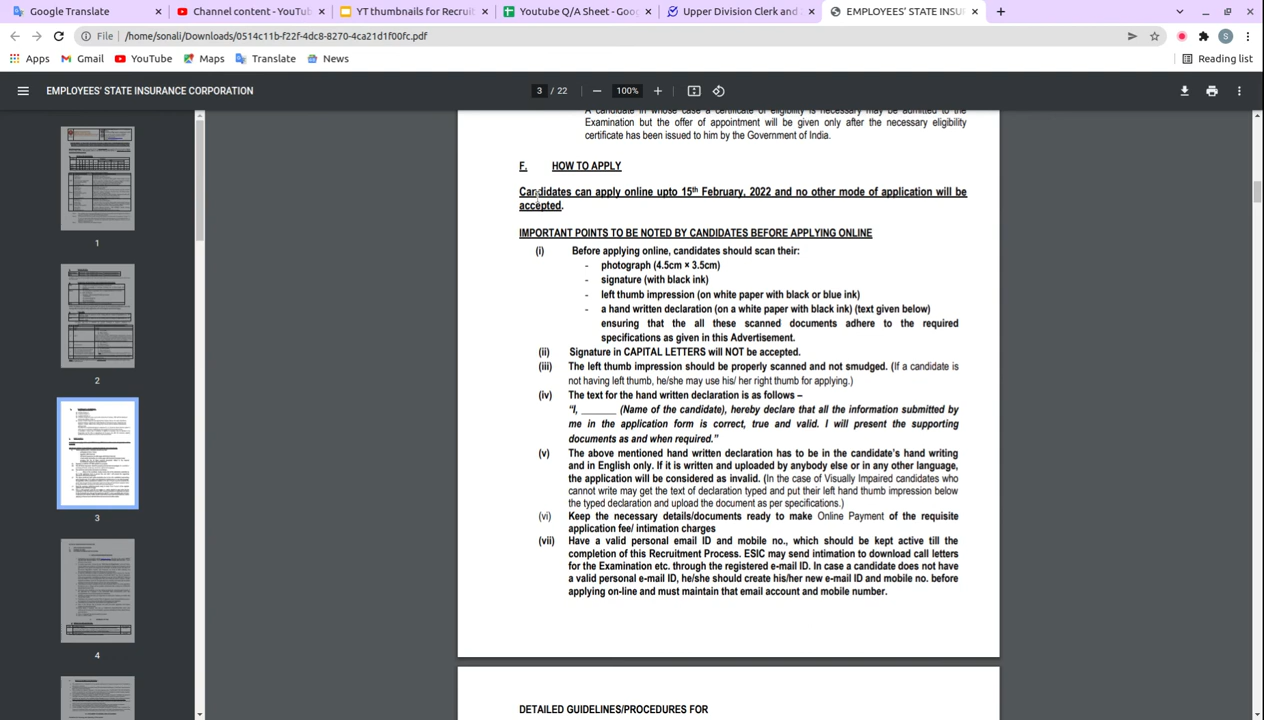 Google Translate
Channel content - YouTu
YT thumbnails for Recruit
Youtube Q/A Sheet - Goo
Upper Division Clerk and
EMPLOYEES' STATE INSU
File /home/sonali/Downloads/0514c11b-f22f-4dc8-8270-4ca21d1f00fc.pdf
S
Apps Gmail YouTube Maps Translate News Reading list
EMPLOYEES' STATE INSURANCE CORPORATION 3 / 22 100%
1
2
3
4
A candidate in whose case a certificate of eligibility is necessary may be admitted to the
Examination but the offer of appointment will be given only after the necessary eligibility
certificate has been issued to him by the Government of India.
F. HOW TO APPLY
Candidates can apply online upto 15th February, 2022 and no other mode of application will be
accepted.
IMPORTANT POINTS TO BE NOTED BY CANDIDATES BEFORE APPLYING ONLINE
(i) Before applying online, candidates should scan their:
- photograph (4.5cm × 3.5cm)
- signature (with black ink)
- left thumb impression (on white paper with black or blue ink)
- a hand written declaration (on a white paper with black ink) (text given below)
ensuring that the all these scanned documents adhere to the required
specifications as given in this Advertisement.
(ii) Signature in CAPITAL LETTERS will NOT be accepted.
(iii) The left thumb impression should be properly scanned and not smudged. (If a candidate is
not having left thumb, he/she may use his/ her right thumb for applying.)
(iv) The text for the hand written declaration is as follows –
"I, _______ (Name of the candidate), hereby declare that all the information submitted by
me in the application form is correct, true and valid. I will present the supporting
documents as and when required."
(v) The above mentioned hand written declaration has to be in the candidate's hand writing
and in English only. If it is written and uploaded by anybody else or in any other language,
the application will be considered as invalid. (In the case of Visually Impaired candidates who
cannot write may get the text of declaration typed and put their left hand thumb impression below
the typed declaration and upload the document as per specifications.)
(vi) Keep the necessary details/documents ready to make Online Payment of the requisite
application fee/ intimation charges
(vii) Have a valid personal email ID and mobile no., which should be kept active till the
completion of this Recruitment Process. ESIC may send intimation to download call letters
for the Examination etc. through the registered e-mail ID. In case a candidate does not have
a valid personal e-mail ID, he/she should create his/her new e-mail ID and mobile no. before
applying on-line and must maintain that email account and mobile number.
DETAILED GUIDELINES/PROCEDURES FOR